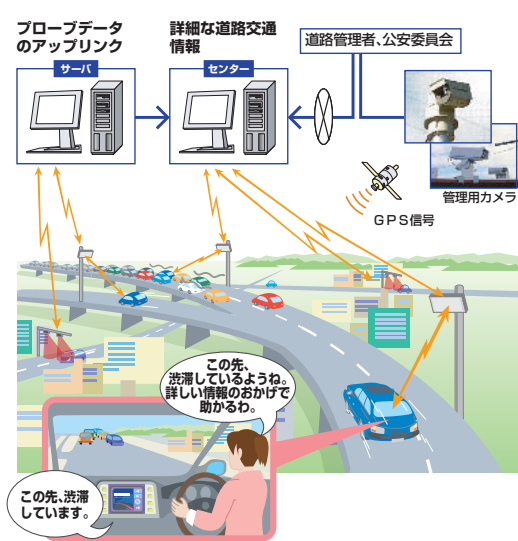 プローブデータ
のアップリンク
詳細な道路交通
情報
道路管理者、公安委員会
サーバ
センター
管理用カメラ
GPS信号
この先、
渋滞しているようね。
詳しい情報のおかげで
助かるわ。
この先、渋滞
しています。